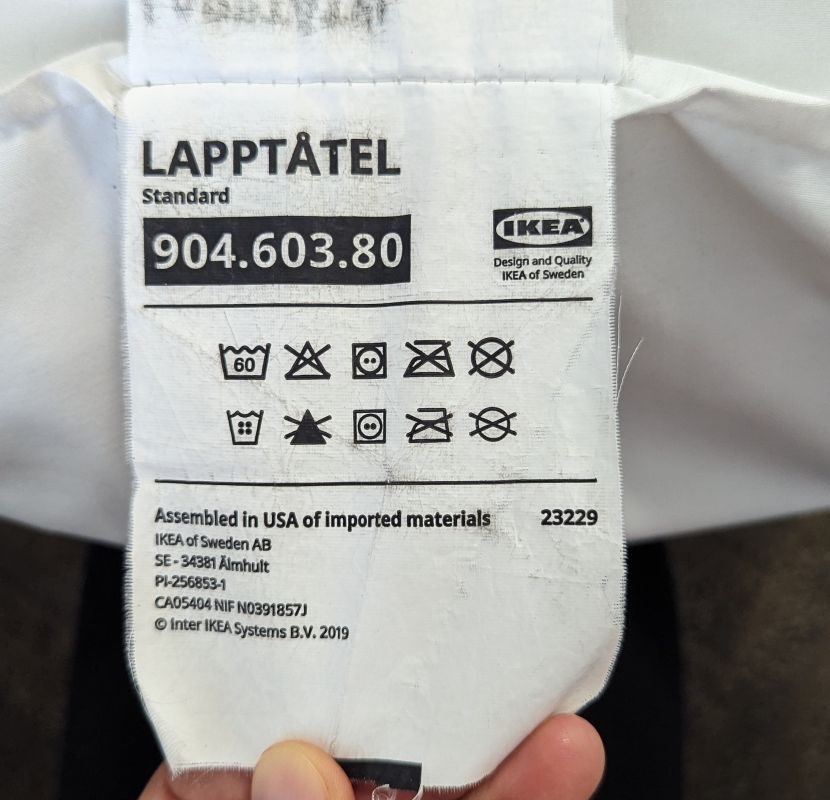 LAPPTÅTEL
Standard
904.603.80
IKEA
Design and Quality
IKEA of Sweden
60
Assembled in USA of imported materials 23229
IKEA of Sweden AB
SE - 34381 Älmhult
PI-256853-1
CA05404 NIF N0391857J
© Inter IKEA Systems B.V. 2019